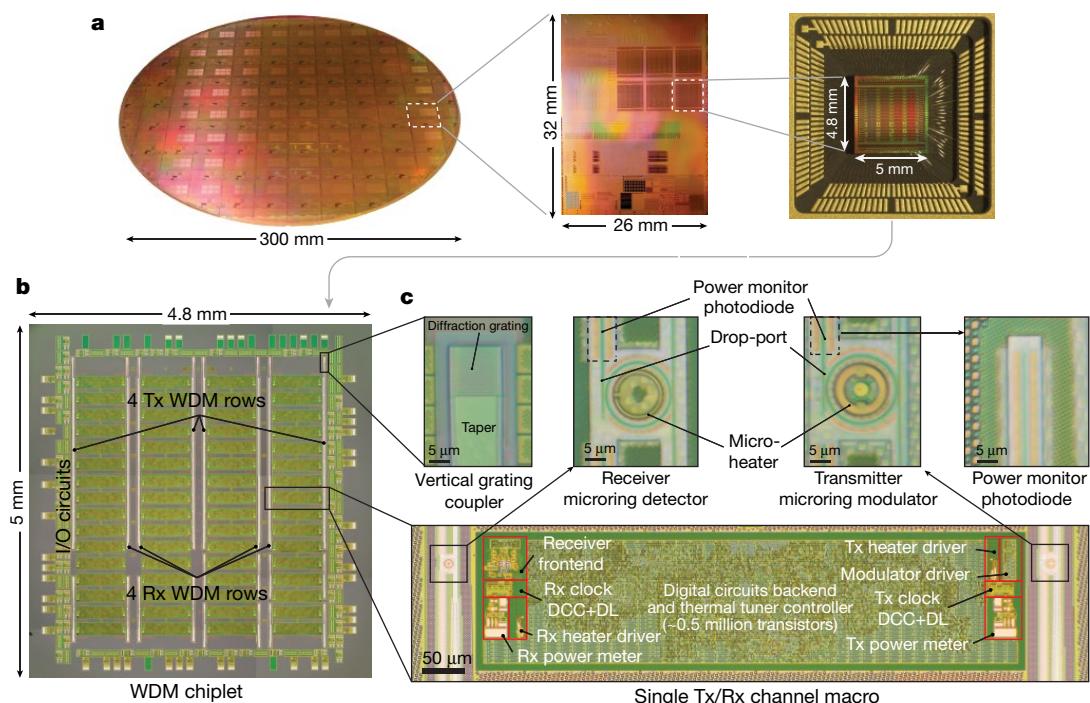 a
32 mm
4.8 mm
5 mm
300 mm
26 mm
b
c
4.8 mm
Power monitor
photodiode
Diffraction grating
Drop-port
4 Tx WDM rows
Taper
Micro-
heater
5 µm
5 µm
5 µm
5 µm
Vertical grating
coupler
Receiver
microring detector
Transmitter
microring modulator
Power monitor
photodiode
5 mm
I/O circuits
4 Rx WDM rows
Receiver
frontend
Rx clock
DCC+DL
Rx heater driver
Rx power meter
Digital circuits backend
and thermal tuner controller
(~0.5 million transistors)
Tx heater driver
Modulator driver
Tx clock
DCC+DL
Tx power meter
50 µm
WDM chiplet
Single Tx/Rx channel macro